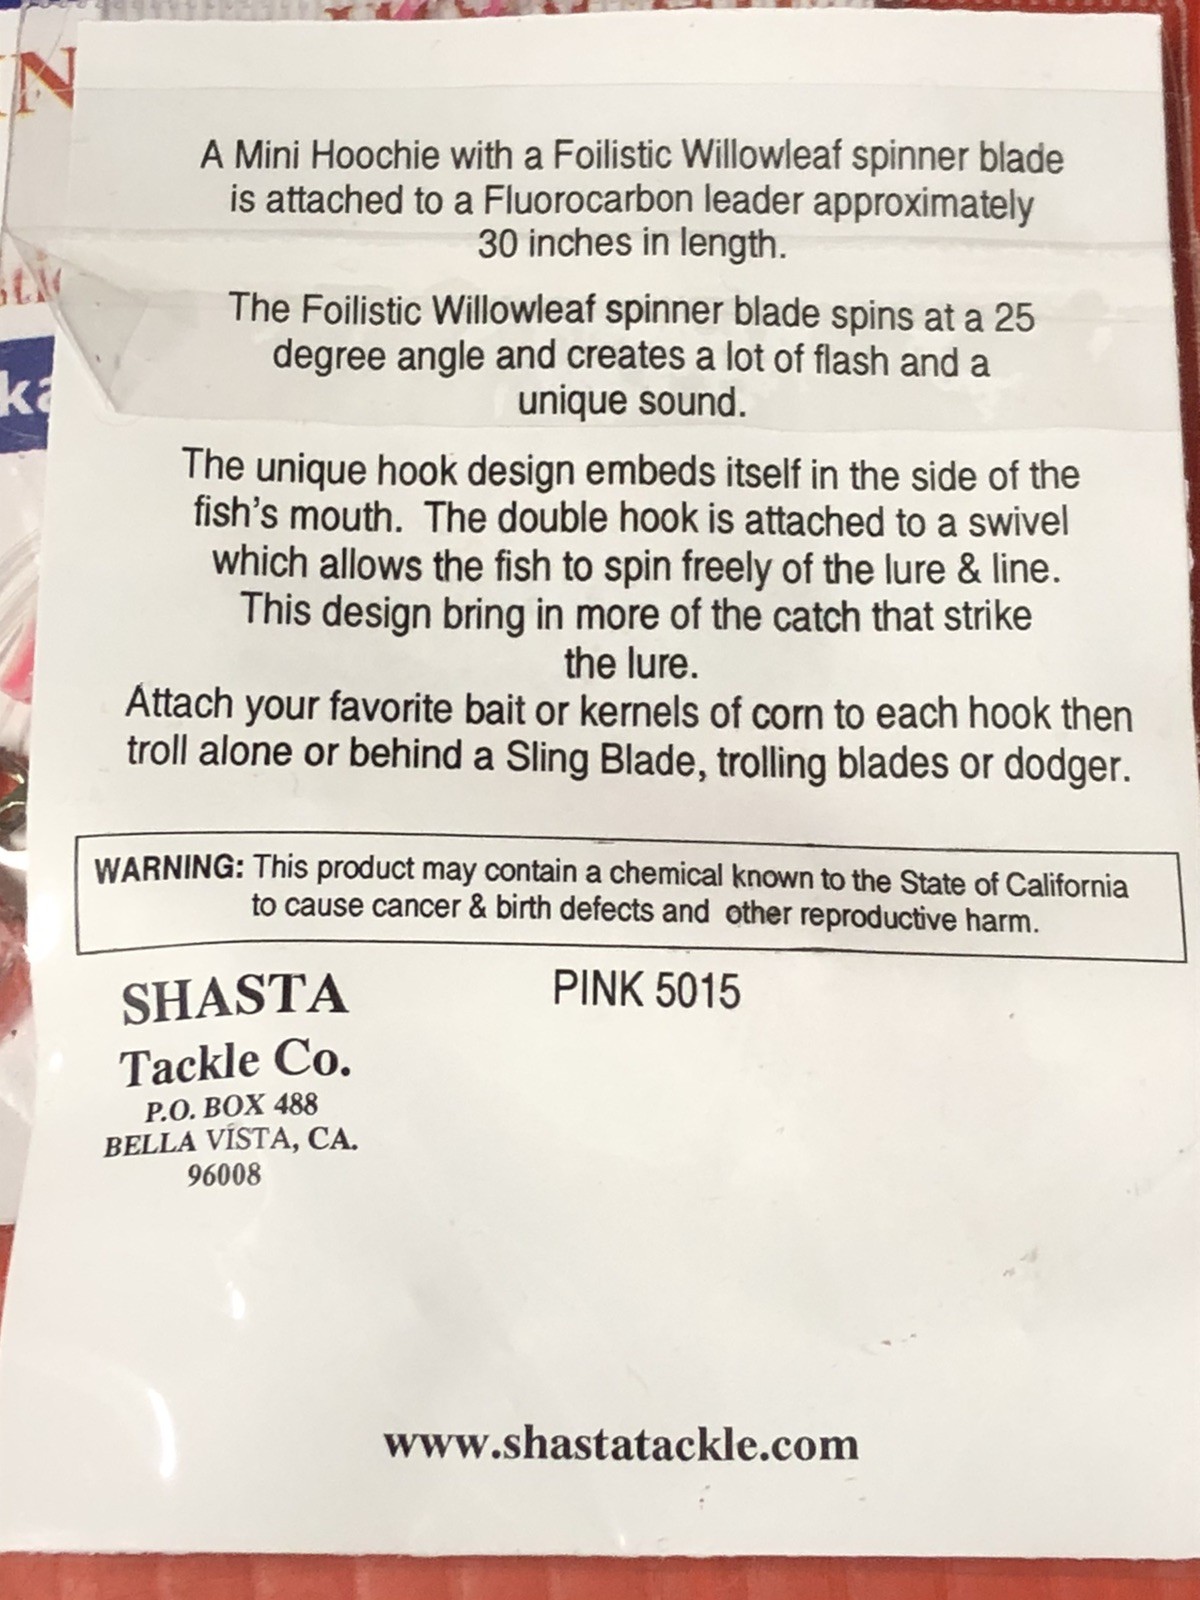 N
A Mini Hoochie with a Foilistic Willowleaf spinner blade
is attached to a Fluorocarbon leader approximately
30 inches in length.
The Foilistic Willowleaf spinner blade spins at a 25
degree angle and creates a lot of flash and a
unique sound.
ka
The unique hook design embeds itself in the side of the
fish's mouth. The double hook is attached to a swivel
which allows the fish to spin freely of the lure & line.
This design bring in more of the catch that strike
the lure.
Attach your favorite bait or kernels of corn to each hook then
troll alone or behind a Sling Blade, trolling blades or dodger.
WARNING: This product may contain a chemical known to the State of California
to cause cancer & birth defects and other reproductive harm.
SHASTA
Tackle Co.
P.O. BOX 488
BELLA VISTA, CA.
96008
PINK 5015
www.shastatackle.com